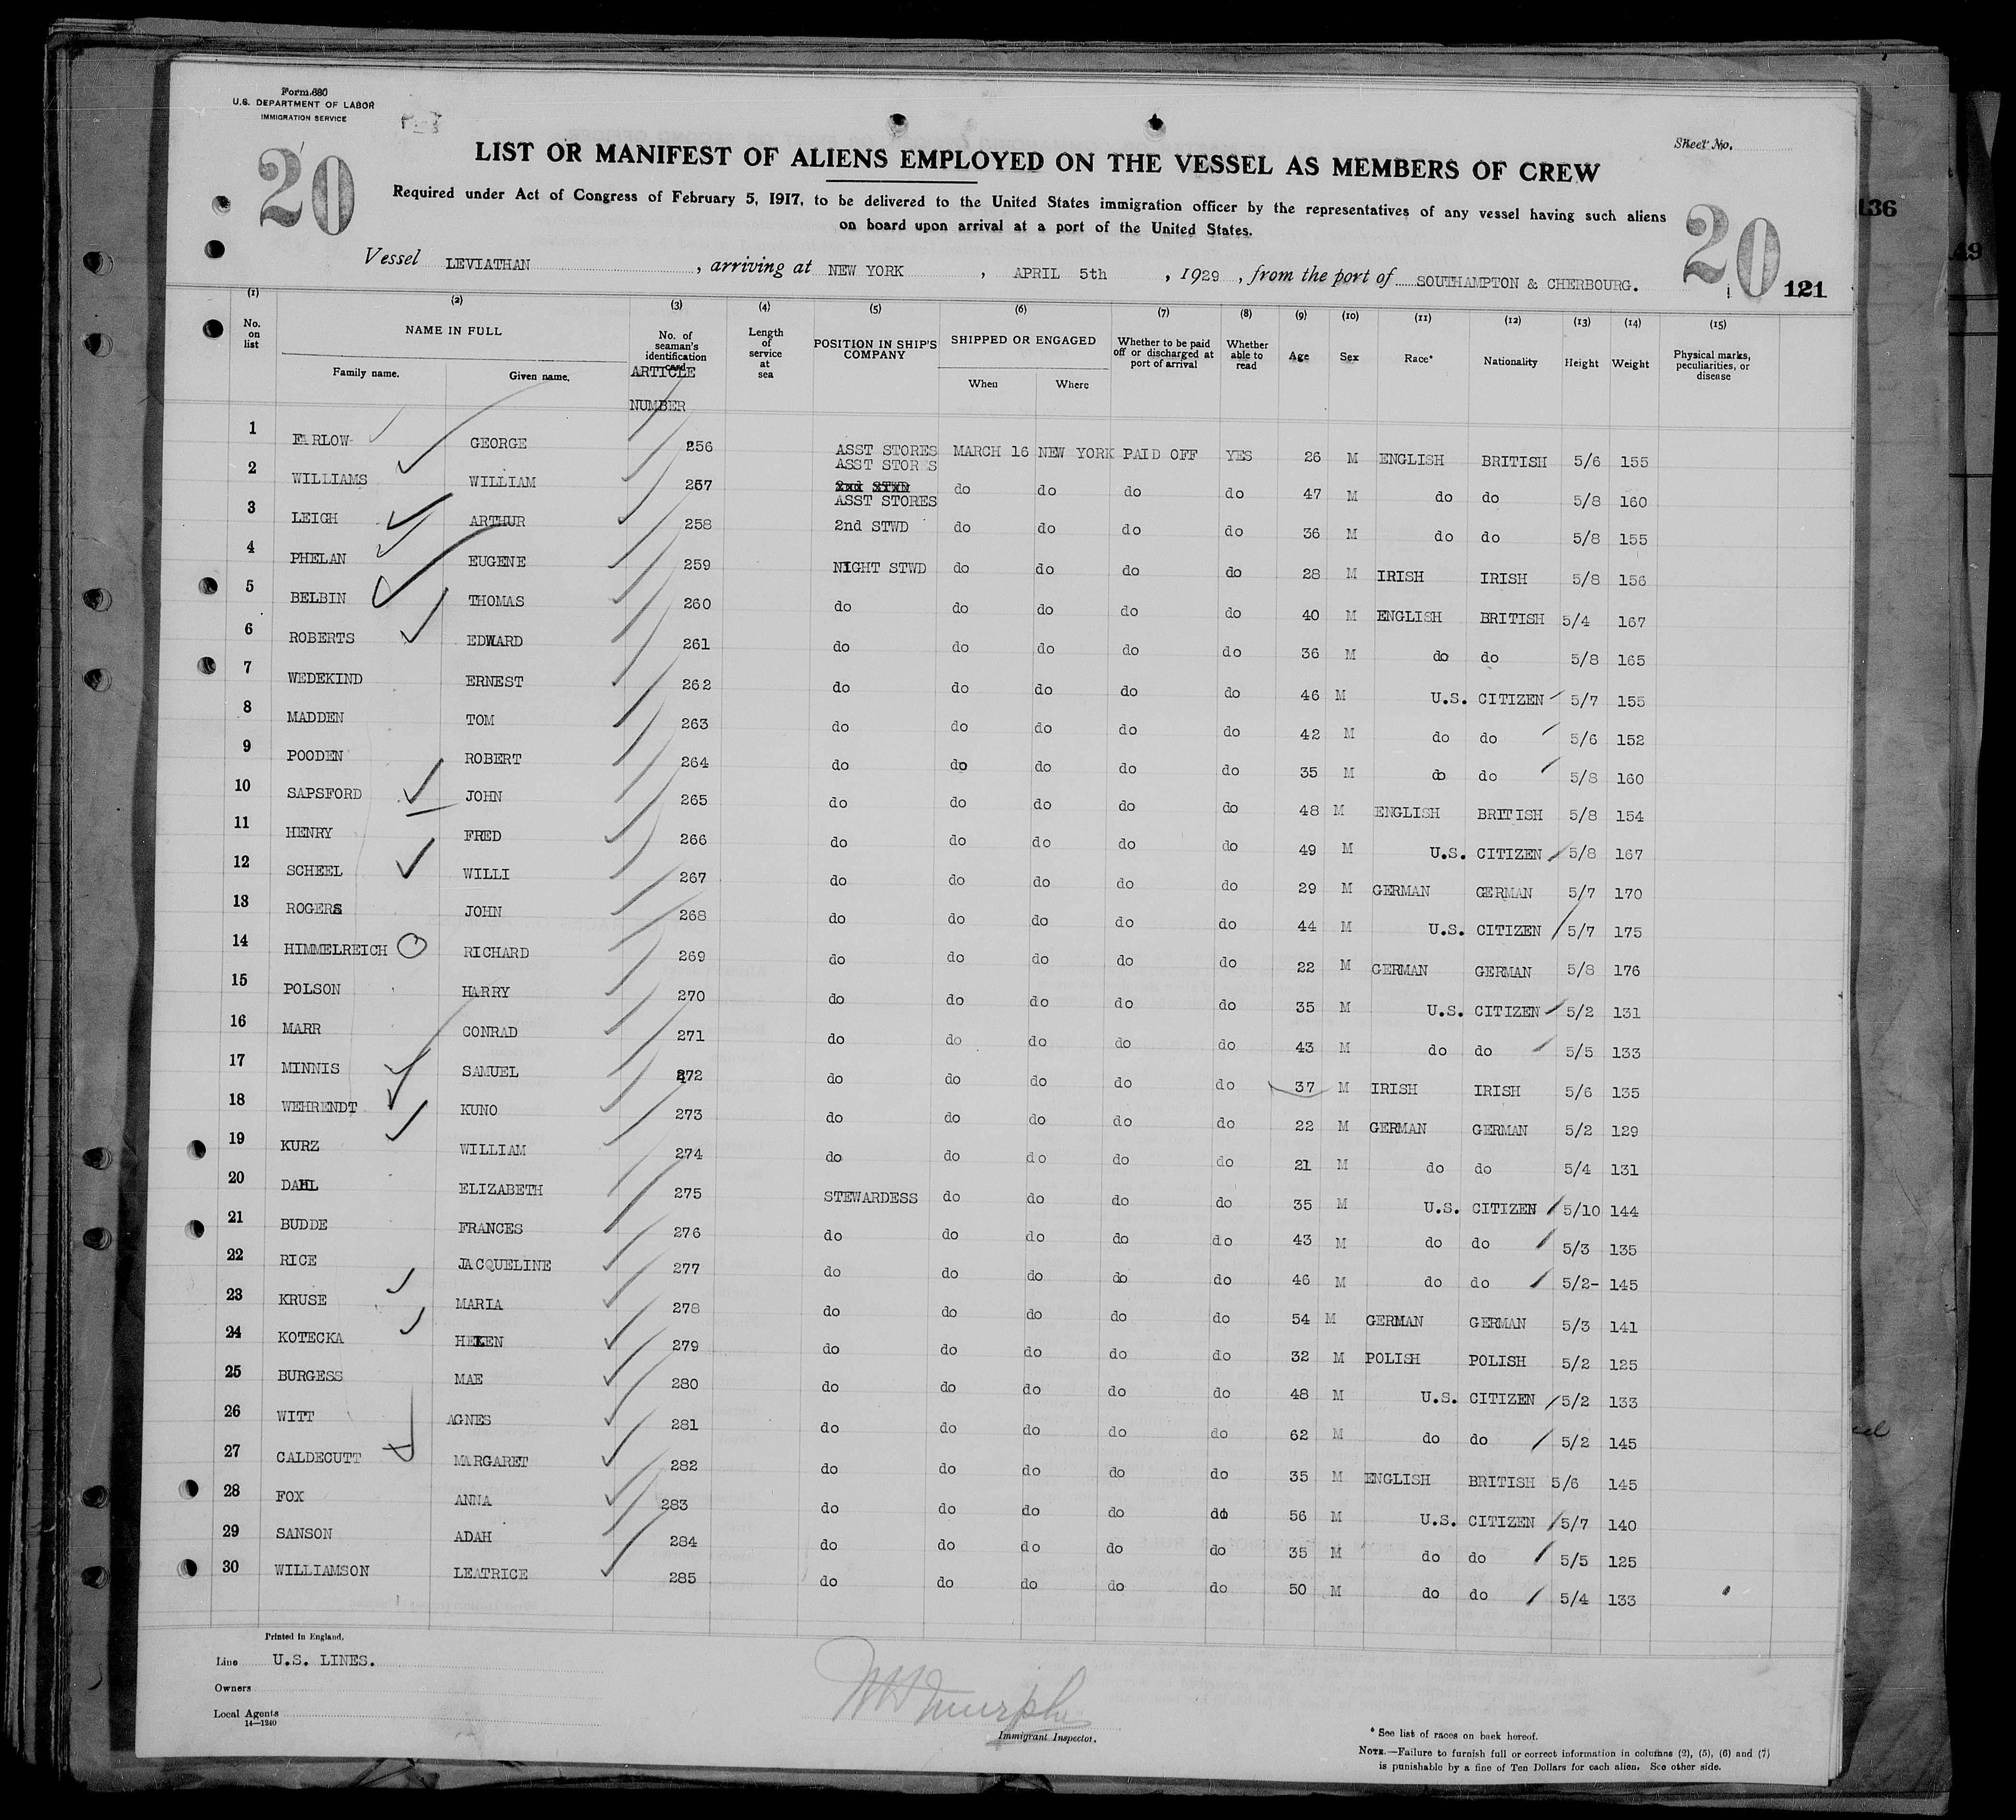 Form 680
U.S. DEPARTMENT OF LABOR
IMMIGRATION SERVICE
20
Sheet No.
LIST OR MANIFEST OF ALIENS EMPLOYED ON THE VESSEL AS MEMBERS OF CREW
Required under Act of Congress of February 5, 1917, to be delivered to the United States immigration officer by the representatives of any vessel having such aliens
on board upon arrival at a port of the United States.
20
136
49
Vessel LEVIATHAN, arriving at NEW YORK, APRIL 5th, 1929, from the port of SOUTHAMPTON & CHERBOURG.
121
(1) (2) (3) (4) (5) (6) (7) (8) (9) (10) (11) (12) (13) (14) (15)
No. on list NAME IN FULL No. of seaman's identification card Length of service at sea POSITION IN SHIP'S COMPANY SHIPPED OR ENGAGED Whether to be paid off or discharged at port of arrival Whether able to read Age Sex Race* Nationality Height Weight Physical marks, peculiarities, or disease
Family name. Given name. ARTICLE NUMBER When Where
1 FARLOW GEORGE 256 ASST STORES MARCH 16 NEW YORK PAID OFF YES 26 M ENGLISH BRITISH 5/6 155
ASST STORES
2 WILLIAMS WILLIAM 257 2nd STWD do do do do 47 M do do 5/8 160
ASST STORES
3 LEIGH ARTHUR 258 2nd STWD do do do do 36 M do do 5/8 155
4 PHELAN EUGENE 259 NIGHT STWD do do do do 28 M IRISH IRISH 5/8 156
5 BELBIN THOMAS 260 do do do do do 40 M ENGLISH BRITISH 5/4 167
6 ROBERTS EDWARD 261 do do do do do 36 M do do 5/8 165
7 WEDEKIND ERNEST 262 do do do do do 46 M U.S. CITIZEN 5/7 155
8 MADDEN TOM 263 do do do do do 42 M do do 5/6 152
9 POODEN ROBERT 264 do do do do do 35 M do do 5/8 160
10 SAPSFORD JOHN 265 do do do do do 48 M ENGLISH BRITISH 5/8 154
11 HENRY FRED 266 do do do do do 49 M U.S. CITIZEN 5/8 167
12 SCHEEL WILLI 267 do do do do do 29 M GERMAN GERMAN 5/7 170
13 ROGERS JOHN 268 do do do do do 44 M U.S. CITIZEN 5/7 175
14 HIMMELREICH RICHARD 269 do do do do do 22 M GERMAN GERMAN 5/8 176
15 POLSON HARRY 270 do do do do do 35 M U.S. CITIZEN 5/2 131
16 MARR CONRAD 271 do do do do do 43 M do do 5/5 133
17 MINNIS SAMUEL 272 do do do do do 37 M IRISH IRISH 5/6 135
18 WEHRENDT KUNO 273 do do do do do 22 M GERMAN GERMAN 5/2 129
19 KURZ WILLIAM 274 do do do do do 21 M do do 5/4 131
20 DAHL ELIZABETH 275 STEWARDESS do do do do 35 M U.S. CITIZEN 5/10 144
21 BUDDE FRANCES 276 do do do do do 43 M do do 5/3 135
22 RICE JACQUELINE 277 do do do do do 46 M do do 5/2- 145
23 KRUSE MARIA 278 do do do do do 54 M GERMAN GERMAN 5/3 141
24 KOTECKA HELEN 279 do do do do do 32 M POLISH POLISH 5/2 125
25 BURGESS MAE 280 do do do do do 48 M U.S. CITIZEN 5/2 133
26 WITT AGNES 281 do do do do do 62 M do do 5/2 145
27 CALDECUTT MARGARET 282 do do do do do 35 M ENGLISH BRITISH 5/6 145
28 FOX ANNA 283 do do do do do 56 M U.S. CITIZEN 5/7 140
29 SANSON ADAH 284 do do do do do 35 M do do 5/5 125
30 WILLIAMSON LEATRICE 285 do do do do do 50 M do do 5/4 133
Printed in England.
Line U.S. LINES.
Owners
Local Agents
14—1240
Murphy
Immigrant Inspector.
* See list of races on back hereof.
NOTE.—Failure to furnish full or correct information in columns (2), (5), (6) and (7)
is punishable by a fine of Ten Dollars for each alien. See other side.